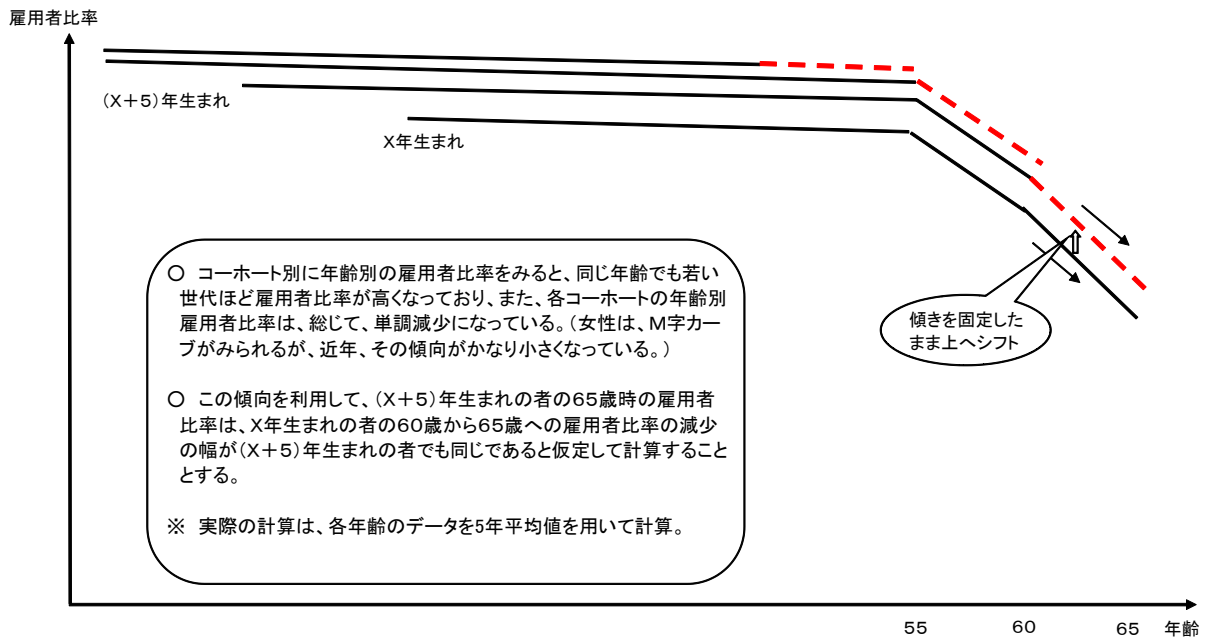 雇用者比率
(X+5)年生まれ
X年生まれ
○ コーホート別に年齢別の雇用者比率をみると、同じ年齢でも若い
世代ほど雇用者比率が高くなっており、また、各コーホートの年齢別
雇用者比率は、総じて、単調減少になっている。(女性は、M字カー
ブがみられるが、近年、その傾向がかなり小さくなっている。)
○ この傾向を利用して、(X+5)年生まれの者の65歳時の雇用者
比率は、X年生まれの者の60歳から65歳への雇用者比率の減少
の幅が(X+5)年生まれの者でも同じであると仮定して計算すること
とする。
※ 実際の計算は、各年齢のデータを5年平均値を用いて計算。
傾きを固定した
まま上へシフト
55 60 65 年齢